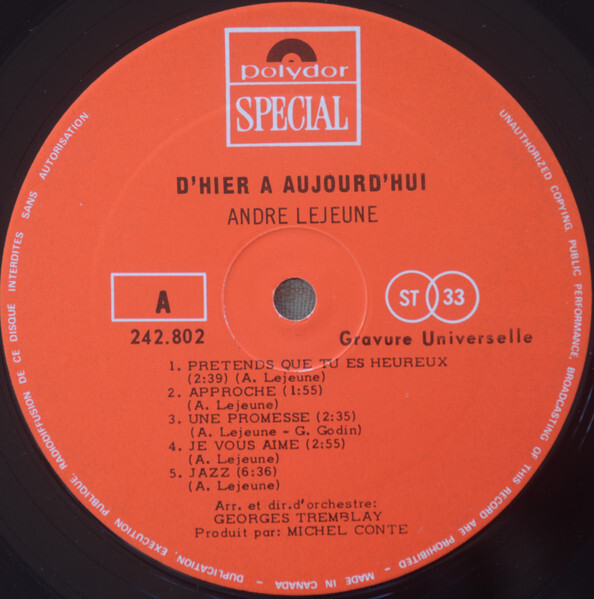 polydor
SPECIAL
D'HIER A AUJOURD'HUI
ANDRE LEJEUNE
A
242.802
ST 33
Gravure Universelle
1. PRETENDS QUE TU ES HEUREUX
(2:39) (A. Lejeune)
2. APPROCHE (1:55)
(A. Lejeune)
3. UNE PROMESSE (2:35)
(A. Lejeune - G. Godin)
4. JE VOUS AIME (2:55)
(A. Lejeune)
5. JAZZ (6:36)
(A. Lejeune)
Arr. et dir.d'orchestre:
GEORGES TREMBLAY
Produit par: MICHEL CONTE
UNAUTHORIZED COPYING, PUBLIC PERFORMANCE, BROADCASTING OF THIS RECORD ARE PROHIBITED - MADE IN CANADA - DUPLICATION, EXECUTION PUBLIQUE, RADIODIFFUSION DE CE DISQUE INTERDITES SANS AUTORISATION